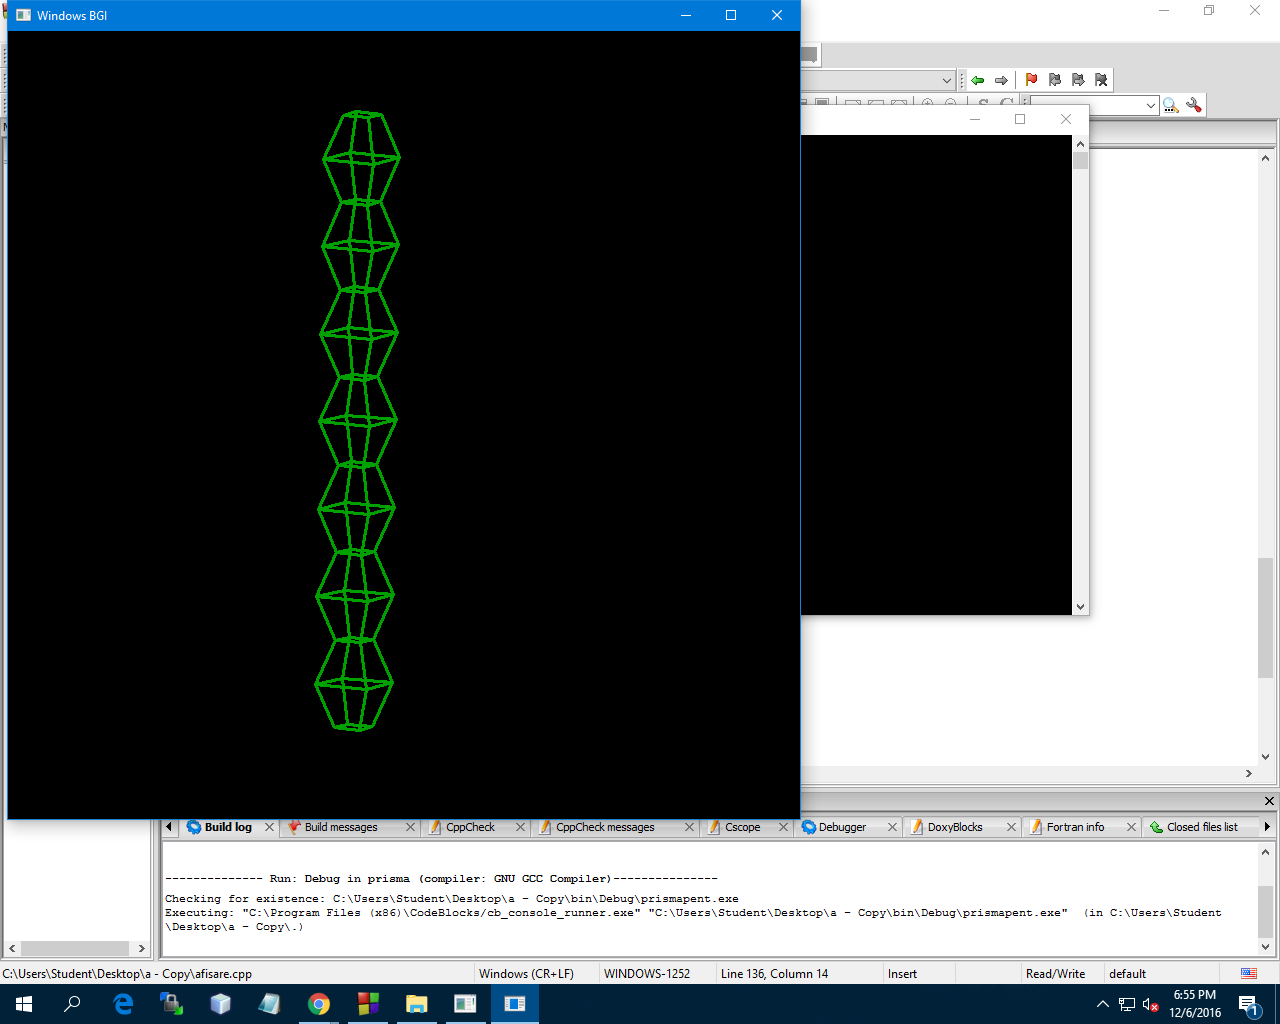 Windows BGI
Build log
Build messages
CppCheck
CppCheck messages
Cscope
Debugger
DoxyBlocks
Fortran info
Closed files list
-------------- Run: Debug in prisma (compiler: GNU GCC Compiler)---------------
Checking for existence: C:\Users\Student\Desktop\a - Copy\bin\Debug\prismapent.exe
Executing: "C:\Program Files (x86)\CodeBlocks/cb_console_runner.exe" "C:\Users\Student\Desktop\a - Copy\bin\Debug\prismapent.exe"  (in C:\Users\Student
\Desktop\a - Copy\.)
C:\Users\Student\Desktop\a - Copy\afisare.cpp
Windows (CR+LF)
WINDOWS-1252
Line 136, Column 14
Insert
Read/Write
default
6:55 PM
12/6/2016
1